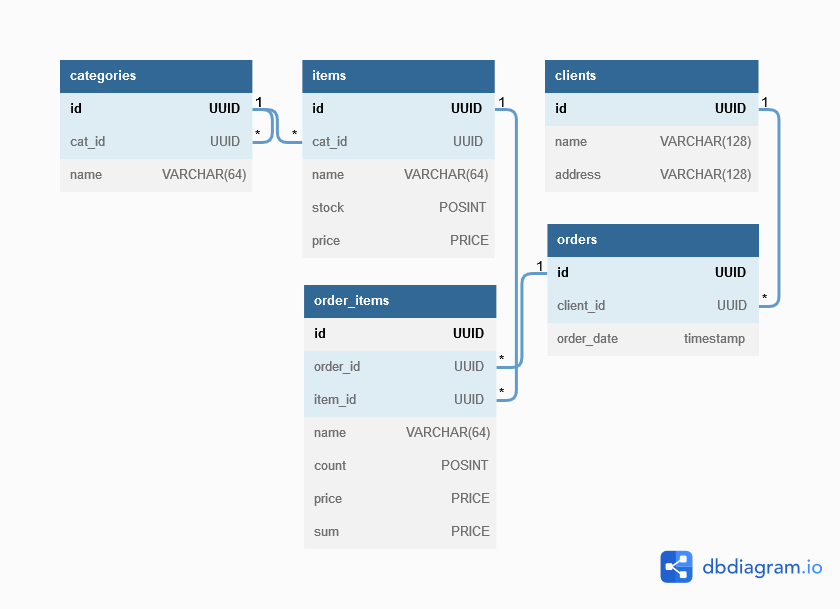 categories
id UUID
cat_id UUID
name VARCHAR(64)
1
*
*
items
id UUID
cat_id UUID
name VARCHAR(64)
stock POSINT
price PRICE
1
clients
id UUID
name VARCHAR(128)
address VARCHAR(128)
1
orders
1
id UUID
client_id UUID
*
order_date timestamp
order_items
id UUID
order_id UUID
*
item_id UUID
*
name VARCHAR(64)
count POSINT
price PRICE
sum PRICE
dbdiagram.io